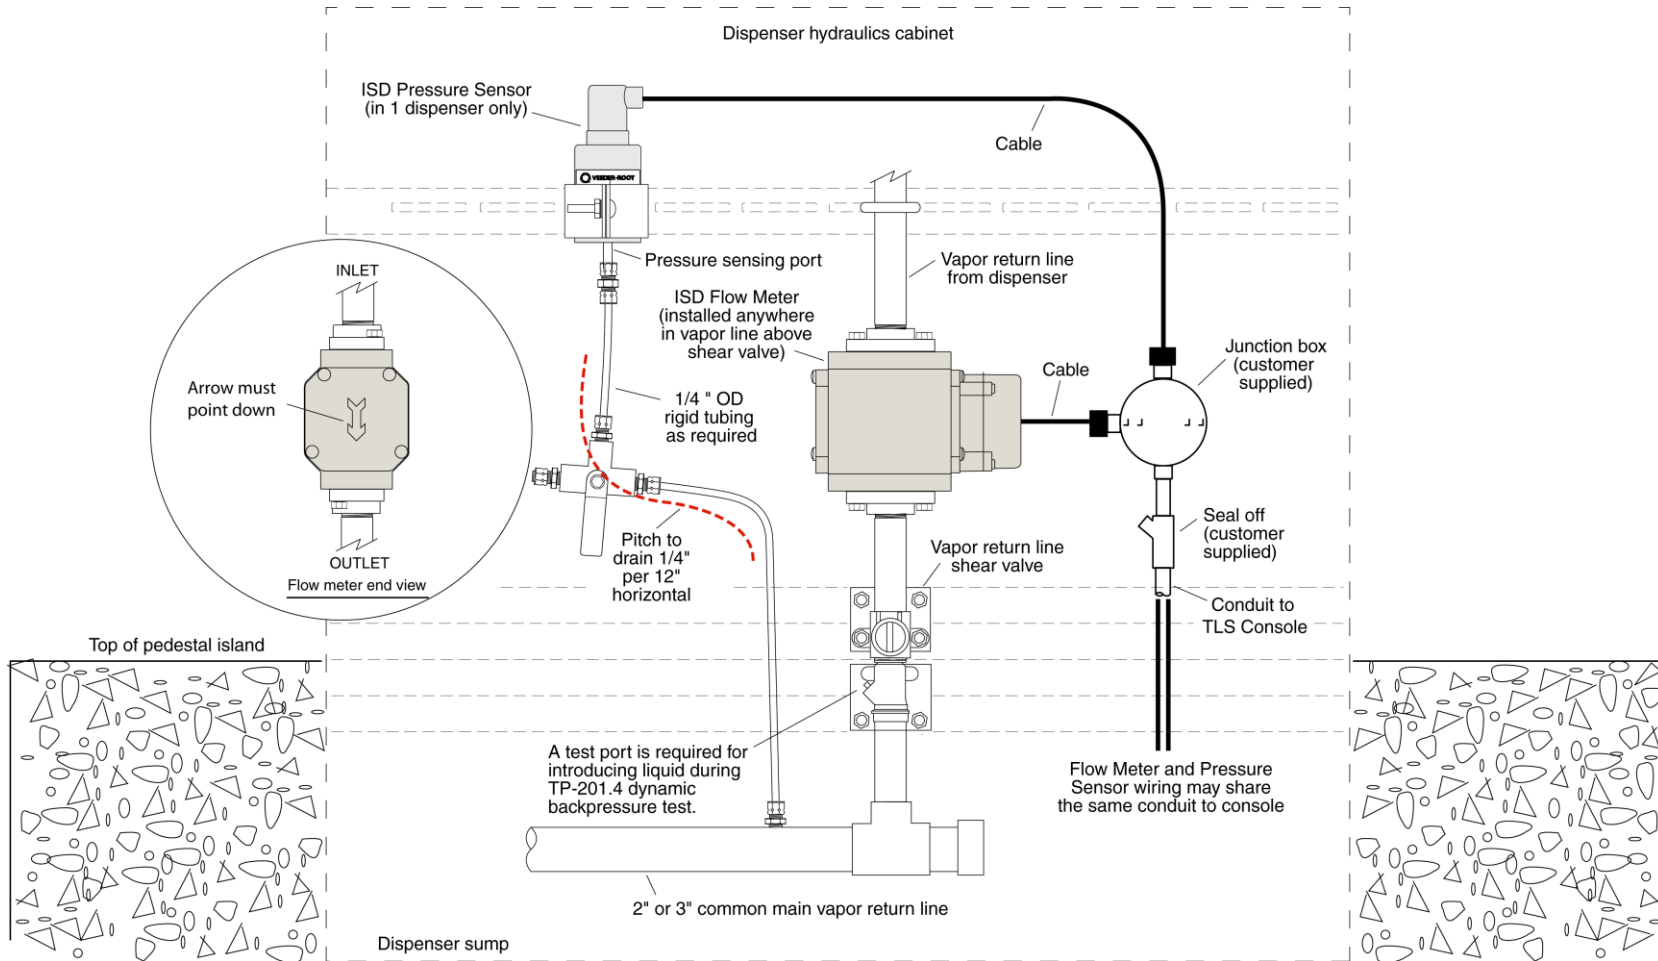 Dispenser hydraulics cabinet
ISD Pressure Sensor
(in 1 dispenser only)
Cable
VEEDER-ROOT
Pressure sensing port
Vapor return line
from dispenser
INLET
ISD Flow Meter
(installed anywhere
in vapor line above
shear valve)
Junction box
(customer
supplied)
Cable
Arrow must
point down
1/4 " OD
rigid tubing
as required
OUTLET
Flow meter end view
Pitch to
drain 1/4"
per 12"
horizontal
Seal off
(customer
supplied)
Vapor return line
shear valve
Conduit to
TLS Console
Top of pedestal island
A test port is required for
introducing liquid during
TP-201.4 dynamic
backpressure test.
Flow Meter and Pressure
Sensor wiring may share
the same conduit to console
2" or 3" common main vapor return line
Dispenser sump